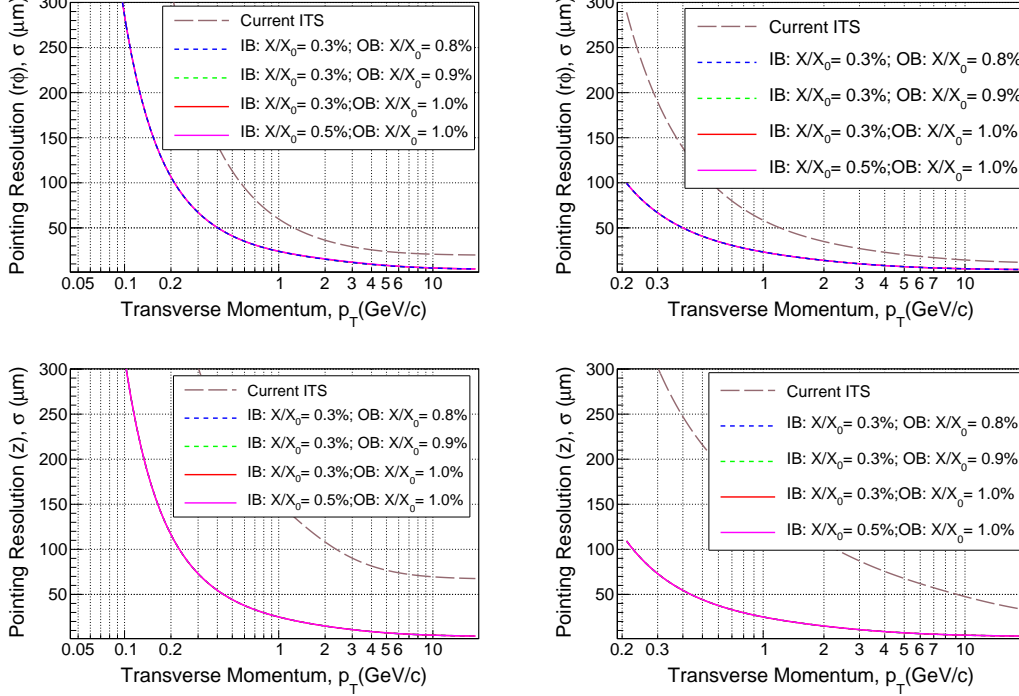 Pointing Resolution (rϕ), σ (μm)
300
250
200
150
100
50
Current ITS
IB: X/X0= 0.3%; OB: X/X0= 0.8%
IB: X/X0= 0.3%; OB: X/X0= 0.9%
IB: X/X0= 0.3%;OB: X/X0= 1.0%
IB: X/X0= 0.5%;OB: X/X0= 1.0%
0.05 0.1 0.2 1 2 3 4 5 6 10
Transverse Momentum, pT(GeV/c)
Pointing Resolution (rϕ), σ (μm)
300
250
200
150
100
50
Current ITS
IB: X/X0= 0.3%; OB: X/X0= 0.8%
IB: X/X0= 0.3%; OB: X/X0= 0.9%
IB: X/X0= 0.3%;OB: X/X0= 1.0%
IB: X/X0= 0.5%;OB: X/X0= 1.0%
0.2 0.3 1 2 3 4 5 6 7 10
Transverse Momentum, pT(GeV/c)
Pointing Resolution (z), σ (μm)
300
250
200
150
100
50
Current ITS
IB: X/X0= 0.3%; OB: X/X0= 0.8%
IB: X/X0= 0.3%; OB: X/X0= 0.9%
IB: X/X0= 0.3%;OB: X/X0= 1.0%
IB: X/X0= 0.5%;OB: X/X0= 1.0%
0.05 0.1 0.2 1 2 3 4 5 6 10
Transverse Momentum, pT(GeV/c)
Pointing Resolution (z), σ (μm)
300
250
200
150
100
50
Current ITS
IB: X/X0= 0.3%; OB: X/X0= 0.8%
IB: X/X0= 0.3%; OB: X/X0= 0.9%
IB: X/X0= 0.3%;OB: X/X0= 1.0%
IB: X/X0= 0.5%;OB: X/X0= 1.0%
0.2 0.3 1 2 3 4 5 6 7 10
Transverse Momentum, pT(GeV/c)